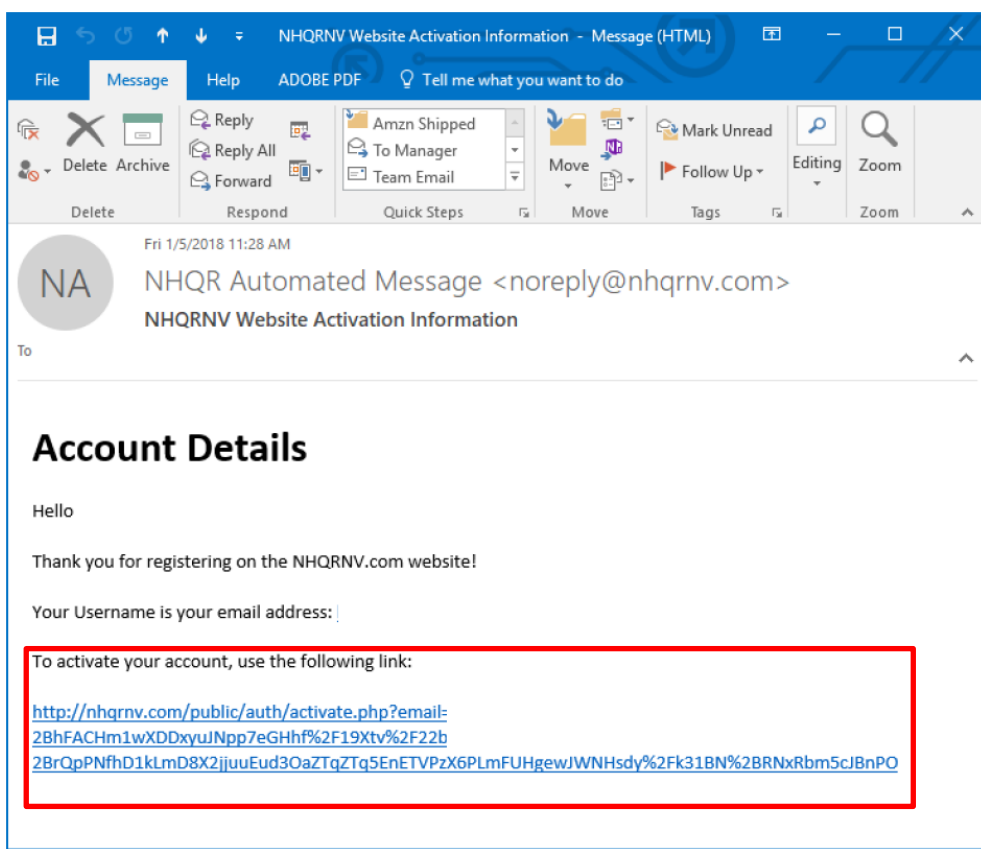 NHQRNV Website Activation Information - Message (HTML)
File Message Help ADOBE PDF Tell me what you want to do
Delete Archive
Reply
Reply All
Forward
Amzn Shipped
To Manager
Team Email
Move
Mark Unread
Follow Up
Editing
Zoom
Delete Respond Quick Steps Move Tags Zoom
Fri 1/5/2018 11:28 AM
NA
NHQR Automated Message <noreply@nhqrnv.com>
NHQRNV Website Activation Information
To
Account Details
Hello
Thank you for registering on the NHQRNV.com website!
Your Username is your email address:
To activate your account, use the following link:
http://nhqrnv.com/public/auth/activate.php?email=
2BhFACHm1wXDDxyuJNpp7eGHhf%2F19Xtv%2F22b
2BrQpPNfhD1kLmD8X2jjuuEud3OaZTqZTq5EnETVPzX6PLmFUHgewJWNHsdy%2Fk31BN%2BRNxRbm5cJBnPO